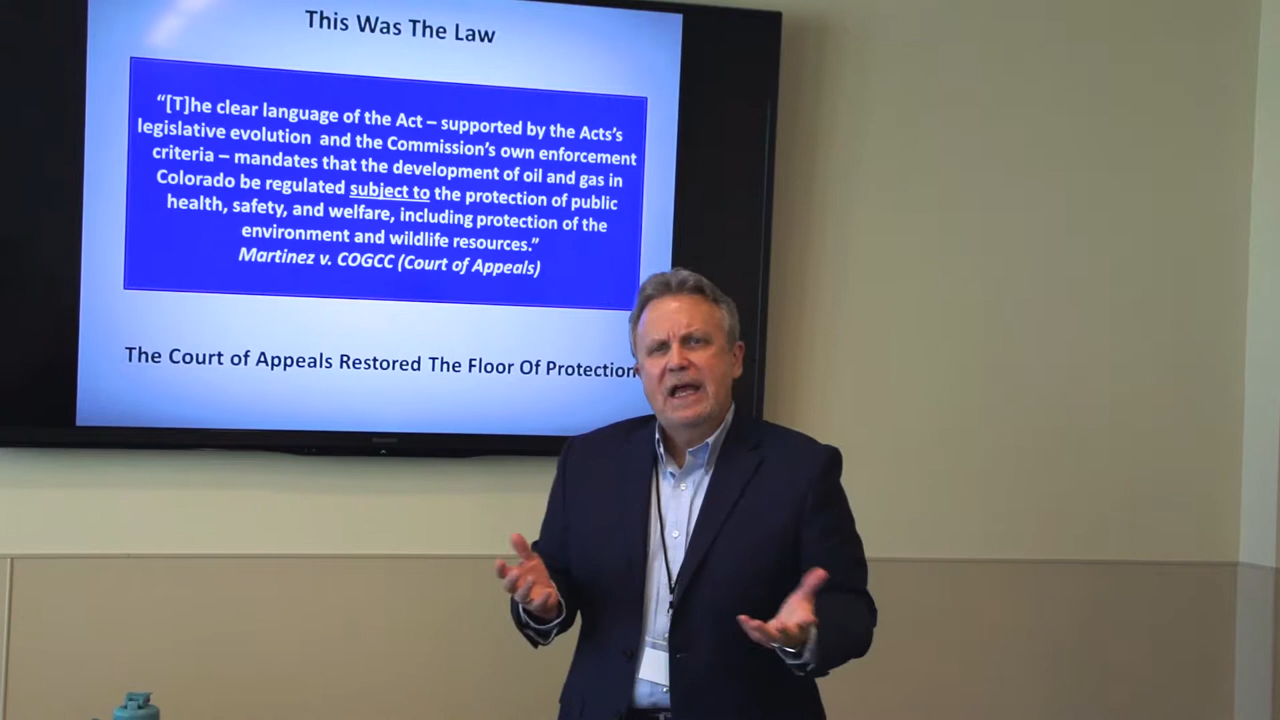 This Was The Law
“[T]he clear language of the Act – supported by the Acts’s
legislative evolution and the Commission’s own enforcement
criteria – mandates that the development of oil and gas in
Colorado be regulated subject to the protection of public
health, safety, and welfare, including protection of the
environment and wildlife resources.”
Martinez v. COGCC (Court of Appeals)
The Court of Appeals Restored The Floor Of Protection